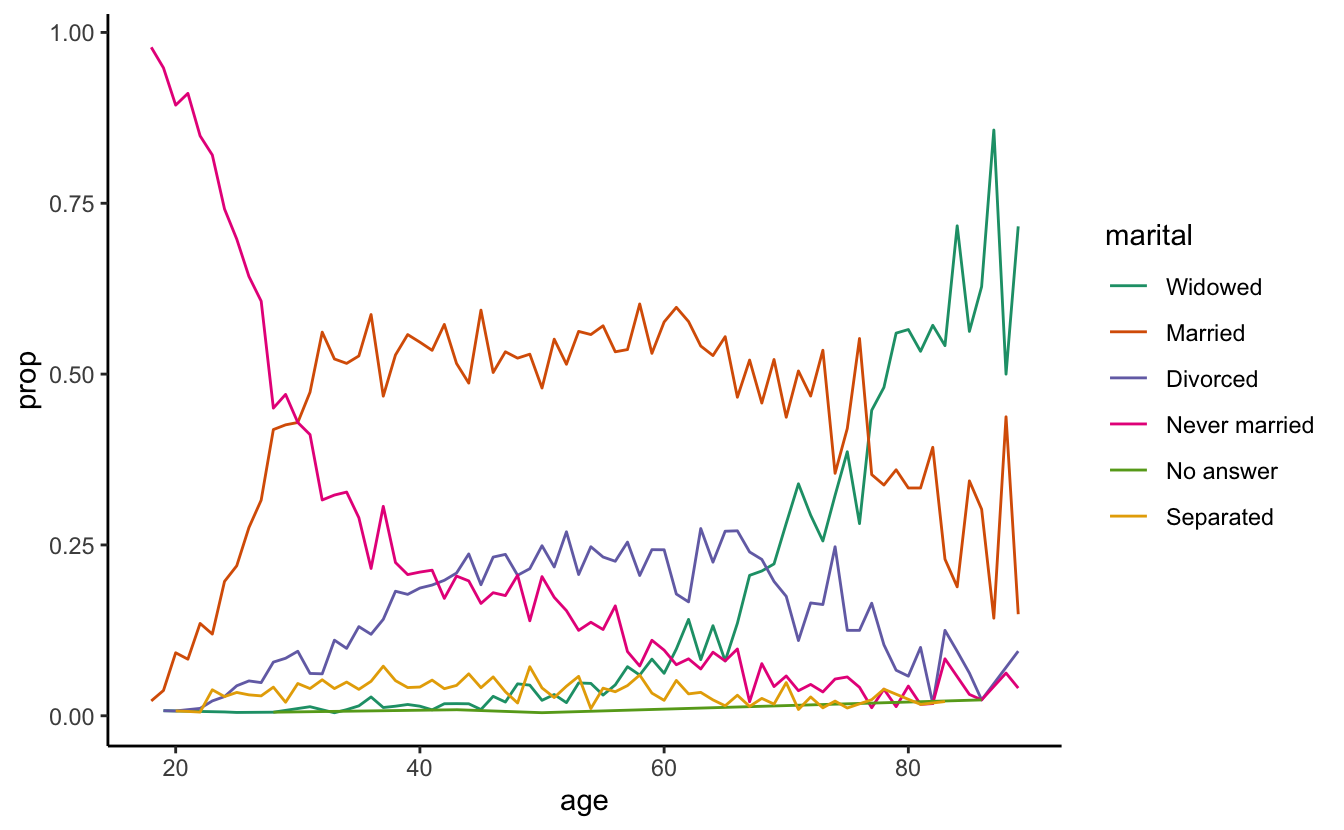 1.00
0.75
0.50
0.25
0.00
prop
20 40 60 80
age
marital
Widowed
Married
Divorced
Never married
No answer
Separated